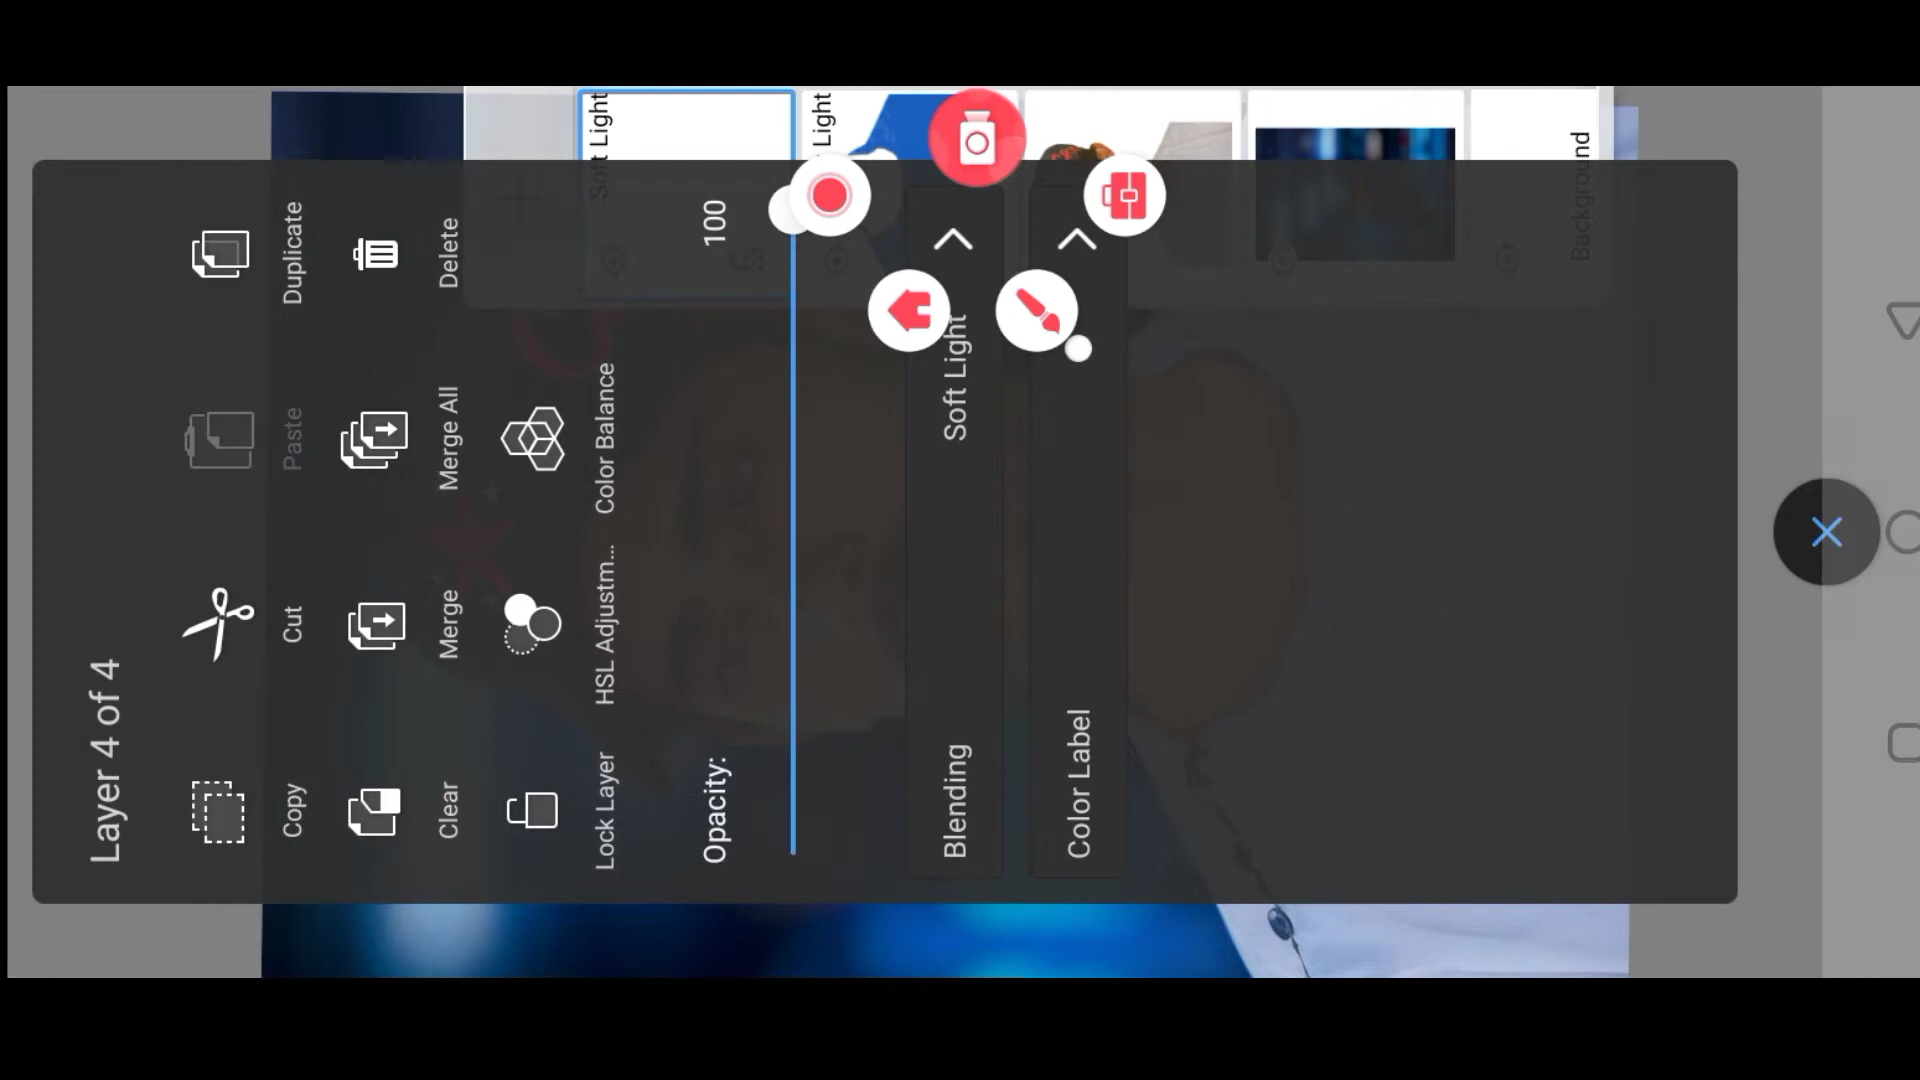 Layer 4 of 4
Copy
Cut
Paste
Duplicate
Clear
Merge
Merge All
Delete
Lock Layer
HSL Adjustm...
Color Balance
Opacity:
100
Blending
Soft Light
Color Label
Soft Light
Light
Background